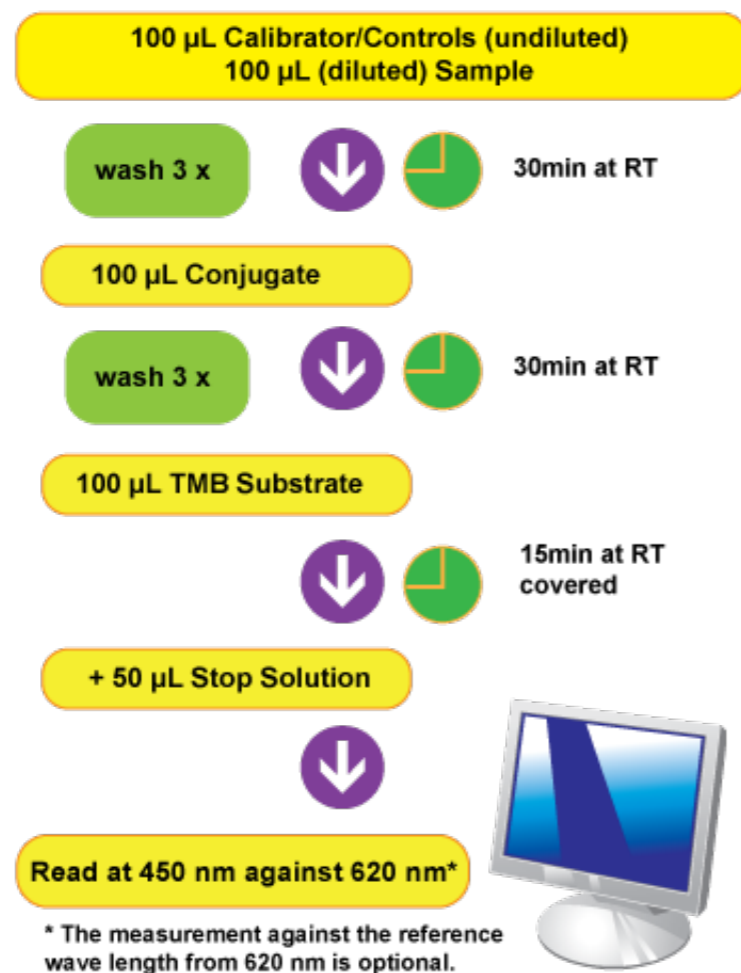 100 µL Calibrator/Controls (undiluted)
100 µL (diluted) Sample
wash 3 x
30min at RT
100 µL Conjugate
wash 3 x
30min at RT
100 µL TMB Substrate
15min at RT
covered
+ 50 µL Stop Solution
Read at 450 nm against 620 nm*
* The measurement against the reference
wave length from 620 nm is optional.